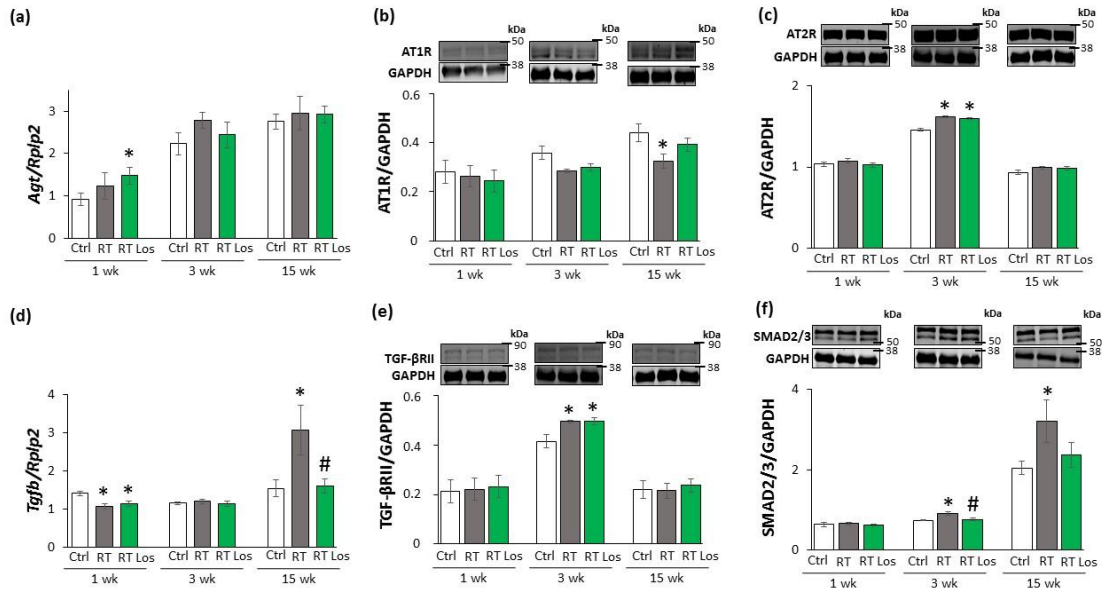 (a)
Agt/Rplp2
3
2
1
0
Ctrl RT RT Los Ctrl RT RT Los Ctrl RT RT Los
*
1 wk 3 wk 15 wk
(b)
kDa kDa kDa
AT1R
50 50 50
GAPDH
38 38 38
AT1R/GAPDH
0.6
0.4
0.2
0
*
Ctrl RT RT Los Ctrl RT RT Los Ctrl RT RT Los
1 wk 3 wk 15 wk
(c)
kDa kDa kDa
AT2R
50 50 50
GAPDH
38 38 38
AT2R/GAPDH
2
1
0
* *
Ctrl RT RT Los Ctrl RT RT Los Ctrl RT RT Los
1 wk 3 wk 15 wk
(d)
Tgfb/Rplp2
4
3
2
1
0
* * * #
Ctrl RT RT Los Ctrl RT RT Los Ctrl RT RT Los
1 wk 3 wk 15 wk
(e)
kDa kDa kDa
TGF-βRII
90 90 90
GAPDH
38 38 38
TGF-βRII/GAPDH
0.6
0.4
0.2
0
* *
Ctrl RT RT Los Ctrl RT RT Los Ctrl RT RT Los
1 wk 3 wk 15 wk
(f)
kDa kDa kDa
SMAD2/3
50 50 50
GAPDH
38 38 38
SMAD2/3/GAPDH
4
2
0
* # *
Ctrl RT RT Los Ctrl RT RT Los Ctrl RT RT Los
1 wk 3 wk 15 wk